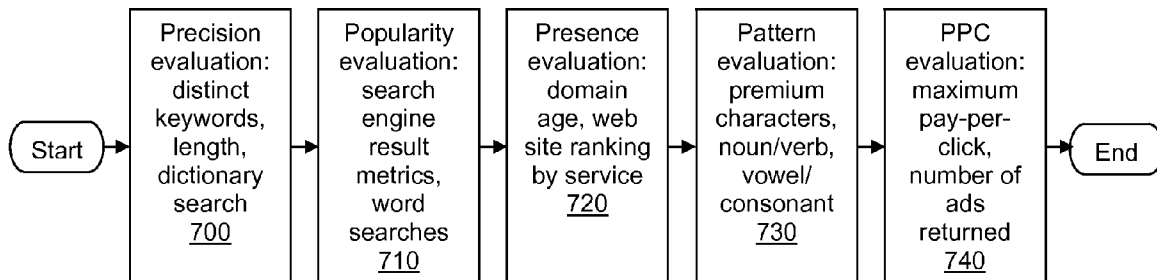 Start
Precision
evaluation:
distinct
keywords,
length,
dictionary
search
700
Popularity
evaluation:
search
engine
result
metrics,
word
searches
710
Presence
evaluation:
domain
age, web
site ranking
by service
720
Pattern
evaluation:
premium
characters,
noun/verb,
vowel/
consonant
730
PPC
evaluation:
maximum
pay-per-
click,
number of
ads
returned
740
End